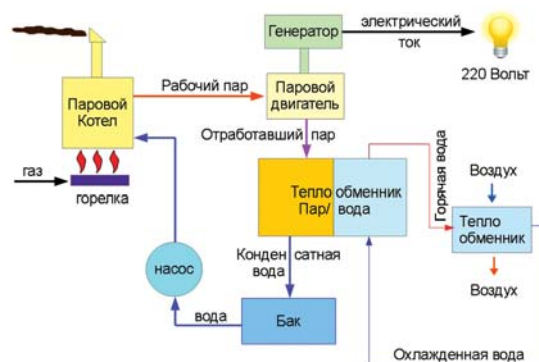 Генератор
электрический
ток
220 Вольт
Паровой
Котел
Рабочий пар
Паровой
двигатель
Отработавший пар
газ
горелка
Тепло обменник
Пар/ вода
Горячая вода
Воздух
Тепло
обменник
Воздух
насос
Конден сатная
вода
вода
Бак
Охлажденная вода